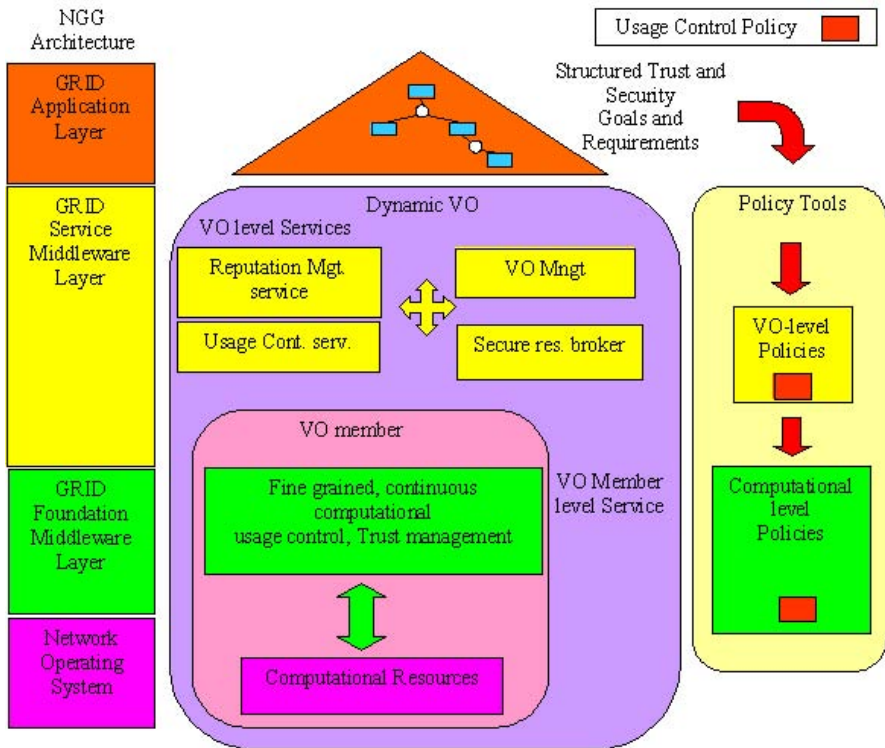 NGG
Architecture
Usage Control Policy
GRID
Application
Layer
Structured Trust and
Security
Goals and
Requirements
GRID
Service
Middleware
Layer
Dynamic VO
VO level Services
Reputation Mgt.
service
VO Mngt
Usage Cont. serv.
Secure res. broker
Policy Tools
VO-level
Policies
VO member
Fine grained, continuous
computational
usage control, Trust management
VO Member
level Service
GRID
Foundation
Middleware
Layer
Computational
level
Policies
Network
Operating
System
Computational Resources